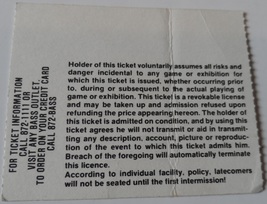 Holder of this ticket voluntarily assumes all risks and
danger incidental to any game or exhibition for
which this ticket is issued, whether occurring prior
to, during or subsequent to the actual playing of
game or exhibition. This ticket is a revokable license
and may be taken up and admission refused upon
refunding the price appearing hereon. The holder of
this ticket is admitted on condition, and by using this
ticket agrees he will not transmit or aid in transmit-
ting any description, account, picture or reproduc-
tion of the event to which this ticket admits him.
Breach of the foregoing will automatically terminate
this licence.
According to individual facility, policy, latecomers
will not be seated until the first intermission!
FOR TICKET INFORMATION
CALL 872-1111 OR
VISIT ANY BASS OUTLET.
TO ORDER ON YOUR CREDIT CARD
CALL 872-BASS